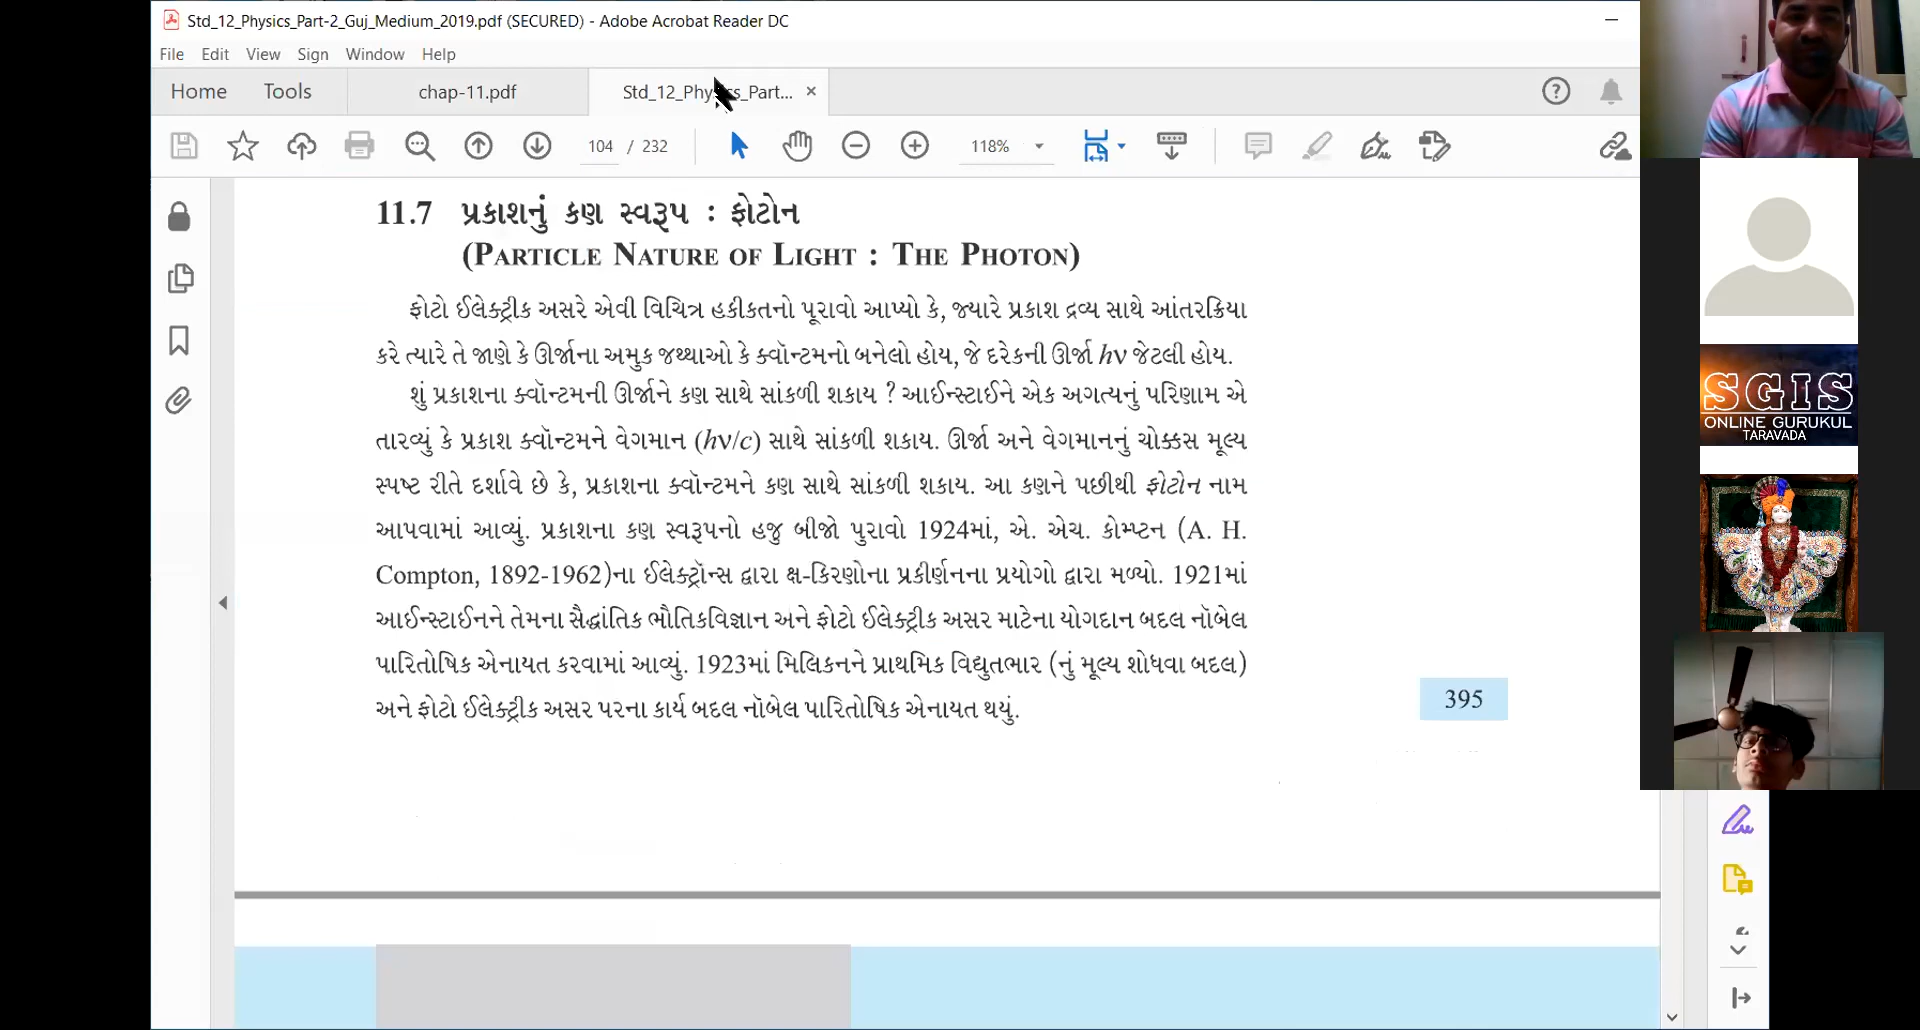 Std_12_Physics_Part-2_Guj_Medium_2019.pdf (SECURED) - Adobe Acrobat Reader DC
File Edit View Sign Window Help
Home Tools chap-11.pdf Std_12_Physics_Part... ×
104 / 232 118%
11.7 પ્રકાશનું કણ સ્વરૂપ : ફોટોન
(PARTICLE NATURE OF LIGHT : THE PHOTON)
ફોટો ઈલેક્ટ્રીક અસરે એવી વિચિત્ર હકીકતનો પૂરાવો આપ્યો કે, જ્યારે પ્રકાશ દ્રવ્ય સાથે આંતરક્રિયા
કરે ત્યારે તે જાણે કે ઊર્જાના અમુક જથ્થાઓ કે ક્વૉન્ટમનો બનેલો હોય, જે દરેકની ઊર્જા hν જેટલી હોય.
શું પ્રકાશના ક્વૉન્ટમની ઊર્જાને કણ સાથે સાંકળી શકાય ? આઈન્સ્ટાઈને એક અગત્યનું પરિણામ એ
તારવ્યું કે પ્રકાશ ક્વૉન્ટમને વેગમાન (hν/c) સાથે સાંકળી શકાય. ઊર્જા અને વેગમાનનું ચોક્કસ મૂલ્ય
સ્પષ્ટ રીતે દર્શાવે છે કે, પ્રકાશના ક્વૉન્ટમને કણ સાથે સાંકળી શકાય. આ કણને પછીથી ફોટોન નામ
આપવામાં આવ્યું. પ્રકાશના કણ સ્વરૂપનો હજુ બીજો પુરાવો 1924માં, એ. એચ. કોમ્પ્ટન (A. H.
Compton, 1892-1962)ના ઈલેક્ટ્રૉન્સ દ્વારા ક્ષ-કિરણોના પ્રકીર્ણનના પ્રયોગો દ્વારા મળ્યો. 1921માં
આઈન્સ્ટાઈનને તેમના સૈદ્ધાંતિક ભૌતિકવિજ્ઞાન અને ફોટો ઈલેક્ટ્રીક અસર માટેના યોગદાન બદલ નૉબેલ
પારિતોષિક એનાયત કરવામાં આવ્યું. 1923માં મિલિકનને પ્રાથમિક વિદ્યુતભાર (નું મૂલ્ય શોધવા બદલ)
અને ફોટો ઈલેક્ટ્રીક અસર પરના કાર્ય બદલ નૉબેલ પારિતોષિક એનાયત થયું.
395
SGIS
ONLINE GURUKUL
TARAVADA